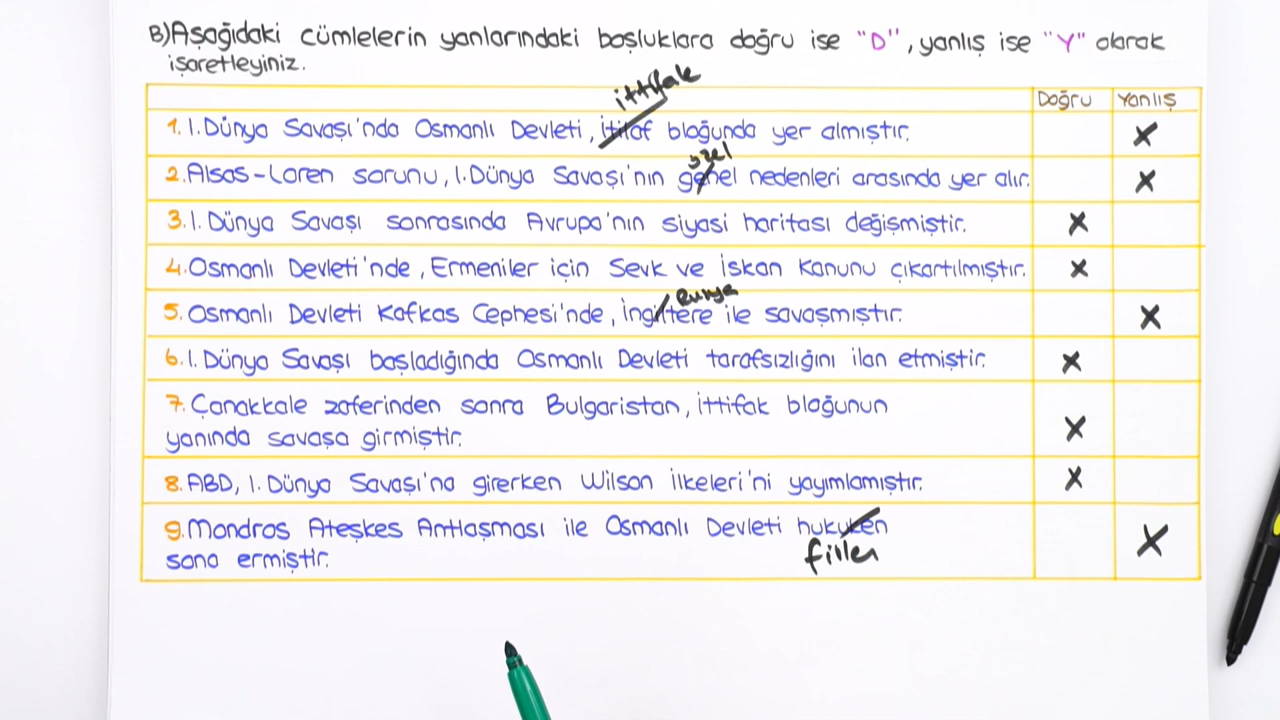 B)Aşağıdaki cümlelerin yanlarındaki boşluklara doğru ise "D", yanlış ise "Y" olarak
işaretleyiniz.
ittifak
Doğru Yanlış
1. I. Dünya Savaşı'nda Osmanlı Devleti, İtilaf bloğunda yer almıştır. X
özel
2. Alsas-Loren sorunu, I. Dünya Savaşı'nın genel nedenleri arasında yer alır. X
3. I. Dünya Savaşı sonrasında Avrupa'nın siyasi haritası değişmiştir. X
4. Osmanlı Devleti'nde, Ermeniler için Sevk ve İskan Kanunu çıkartılmıştır. X
Rusya
5. Osmanlı Devleti Kafkas Cephesi'nde, İngiltere ile savaşmıştır. X
6. I. Dünya Savaşı başladığında Osmanlı Devleti tarafsızlığını ilan etmiştir. X
7. Çanakkale zaferinden sonra Bulgaristan, İttifak bloğunun
yanında savaşa girmiştir. X
8. ABD, I. Dünya Savaşı'na girerken Wilson İlkeleri'ni yayımlamıştır. X
9. Mondros Ateşkes Antlaşması ile Osmanlı Devleti hukuken
sona ermiştir. fiilen X